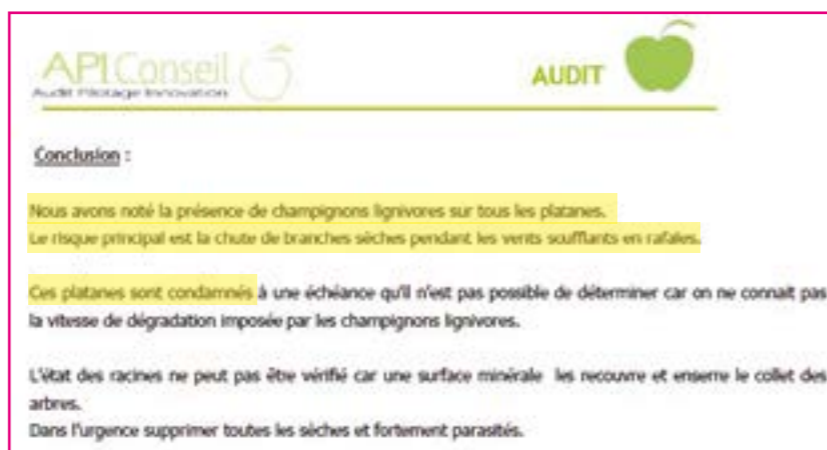 APIConseil
Audit Pilotage Innovation
AUDIT
Conclusion :
Nous avons noté la présence de champignons lignivores sur tous les platanes.
Le risque principal est la chute de branches sèches pendant les vents soufflants en rafales.
Ces platanes sont condamnés à une échéance qu'il n'est pas possible de déterminer car on ne connait pas
la vitesse de dégradation imposée par les champignons lignivores.
L'état des racines ne peut pas être vérifié car une surface minérale les recouvre et enserre le collet des
arbres.
Dans l'urgence supprimer toutes les sèches et fortement parasités.